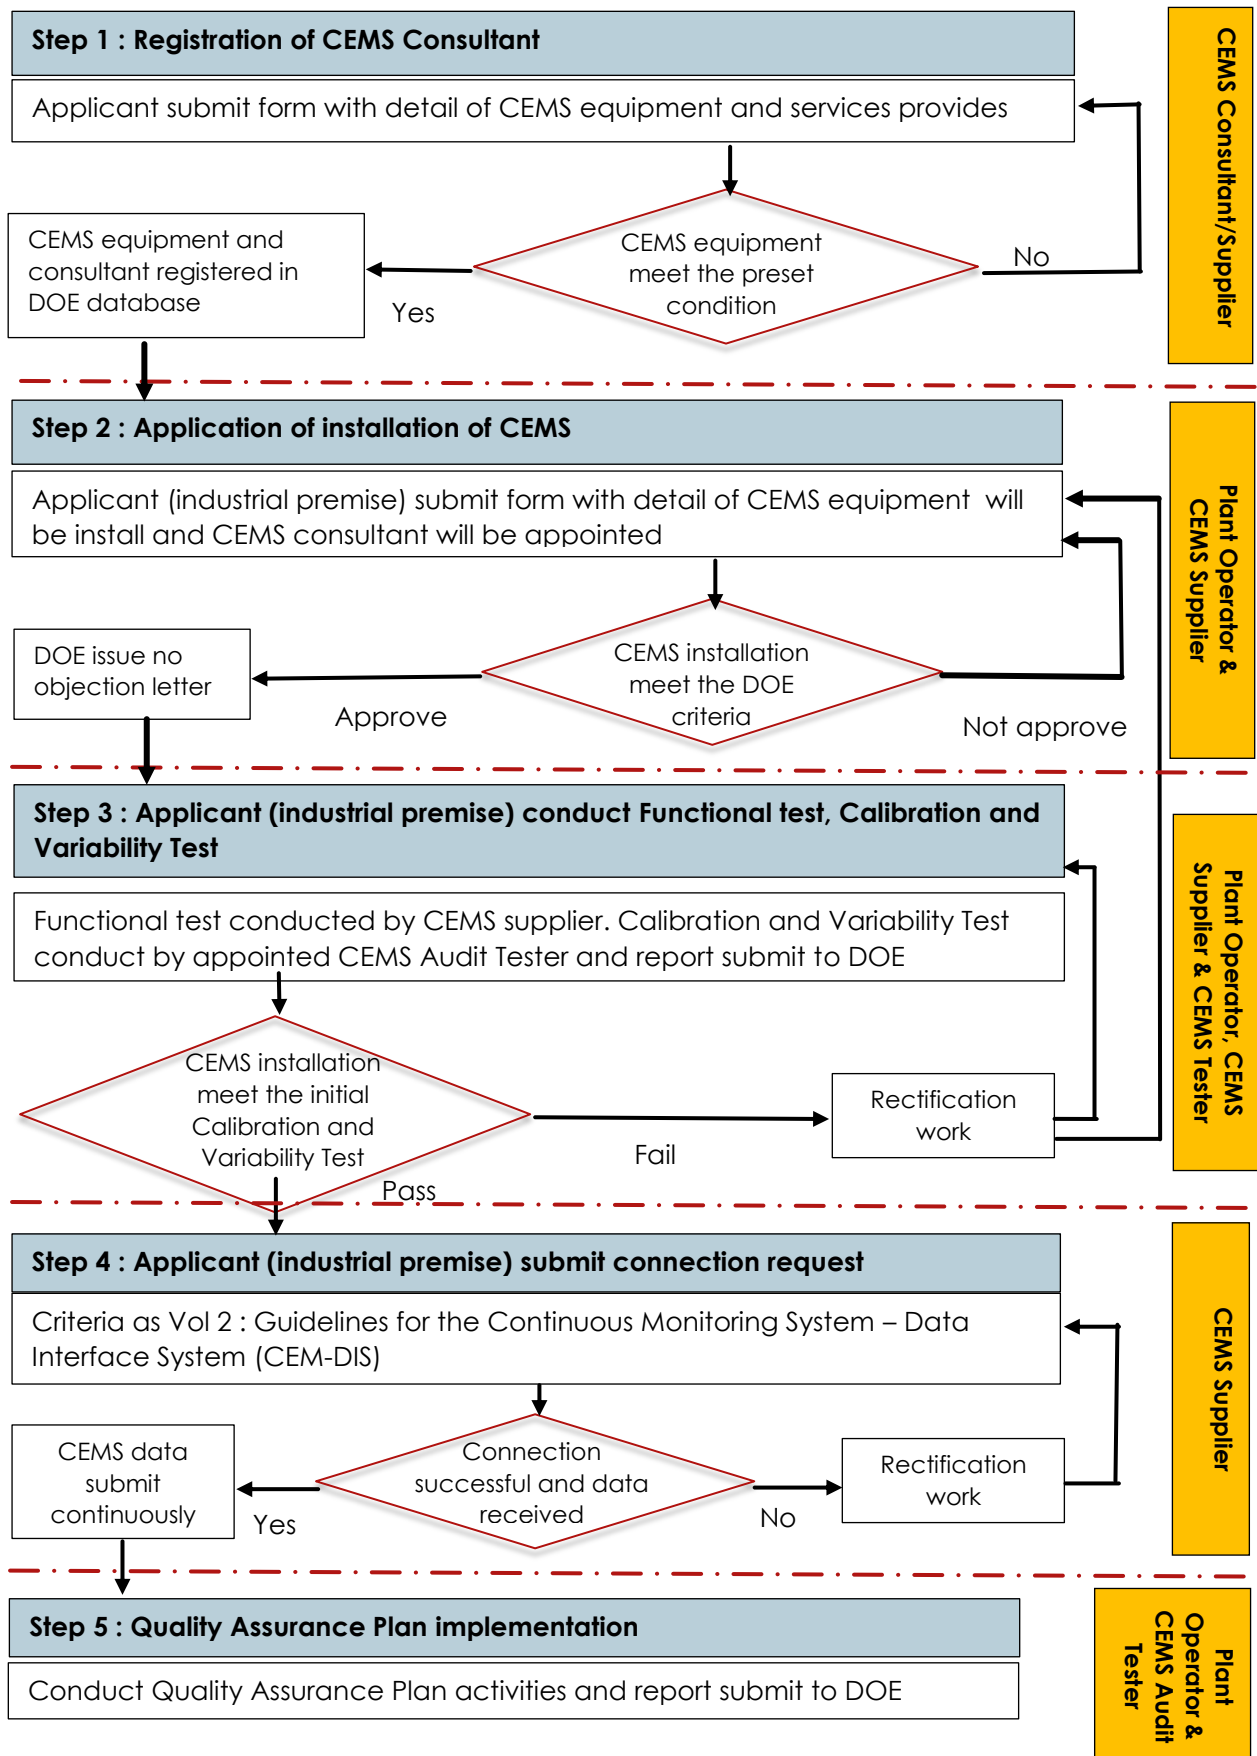 Step 1 : Registration of CEMS Consultant
Applicant submit form with detail of CEMS equipment and services provides
CEMS equipment
meet the preset
condition
No
Yes
CEMS equipment and
consultant registered in
DOE database
CEMS Consultant/Supplier
Step 2 : Application of installation of CEMS
Applicant (industrial premise) submit form with detail of CEMS equipment will
be install and CEMS consultant will be appointed
CEMS installation
meet the DOE
criteria
DOE issue no
objection letter
Approve
Not approve
Plant Operator &
CEMS Supplier
Step 3 : Applicant (industrial premise) conduct Functional test, Calibration and
Variability Test
Functional test conducted by CEMS supplier. Calibration and Variability Test
conduct by appointed CEMS Audit Tester and report submit to DOE
CEMS installation
meet the initial
Calibration and
Variability Test
Fail
Rectification
work
Pass
Plant Operator, CEMS
Supplier & CEMS Tester
Step 4 : Applicant (industrial premise) submit connection request
Criteria as Vol 2 : Guidelines for the Continuous Monitoring System – Data
Interface System (CEM-DIS)
Connection
successful and data
received
CEMS data
submit
continuously
Yes
No
Rectification
work
CEMS Supplier
Step 5 : Quality Assurance Plan implementation
Conduct Quality Assurance Plan activities and report submit to DOE
Plant
Operator &
CEMS Audit
Tester